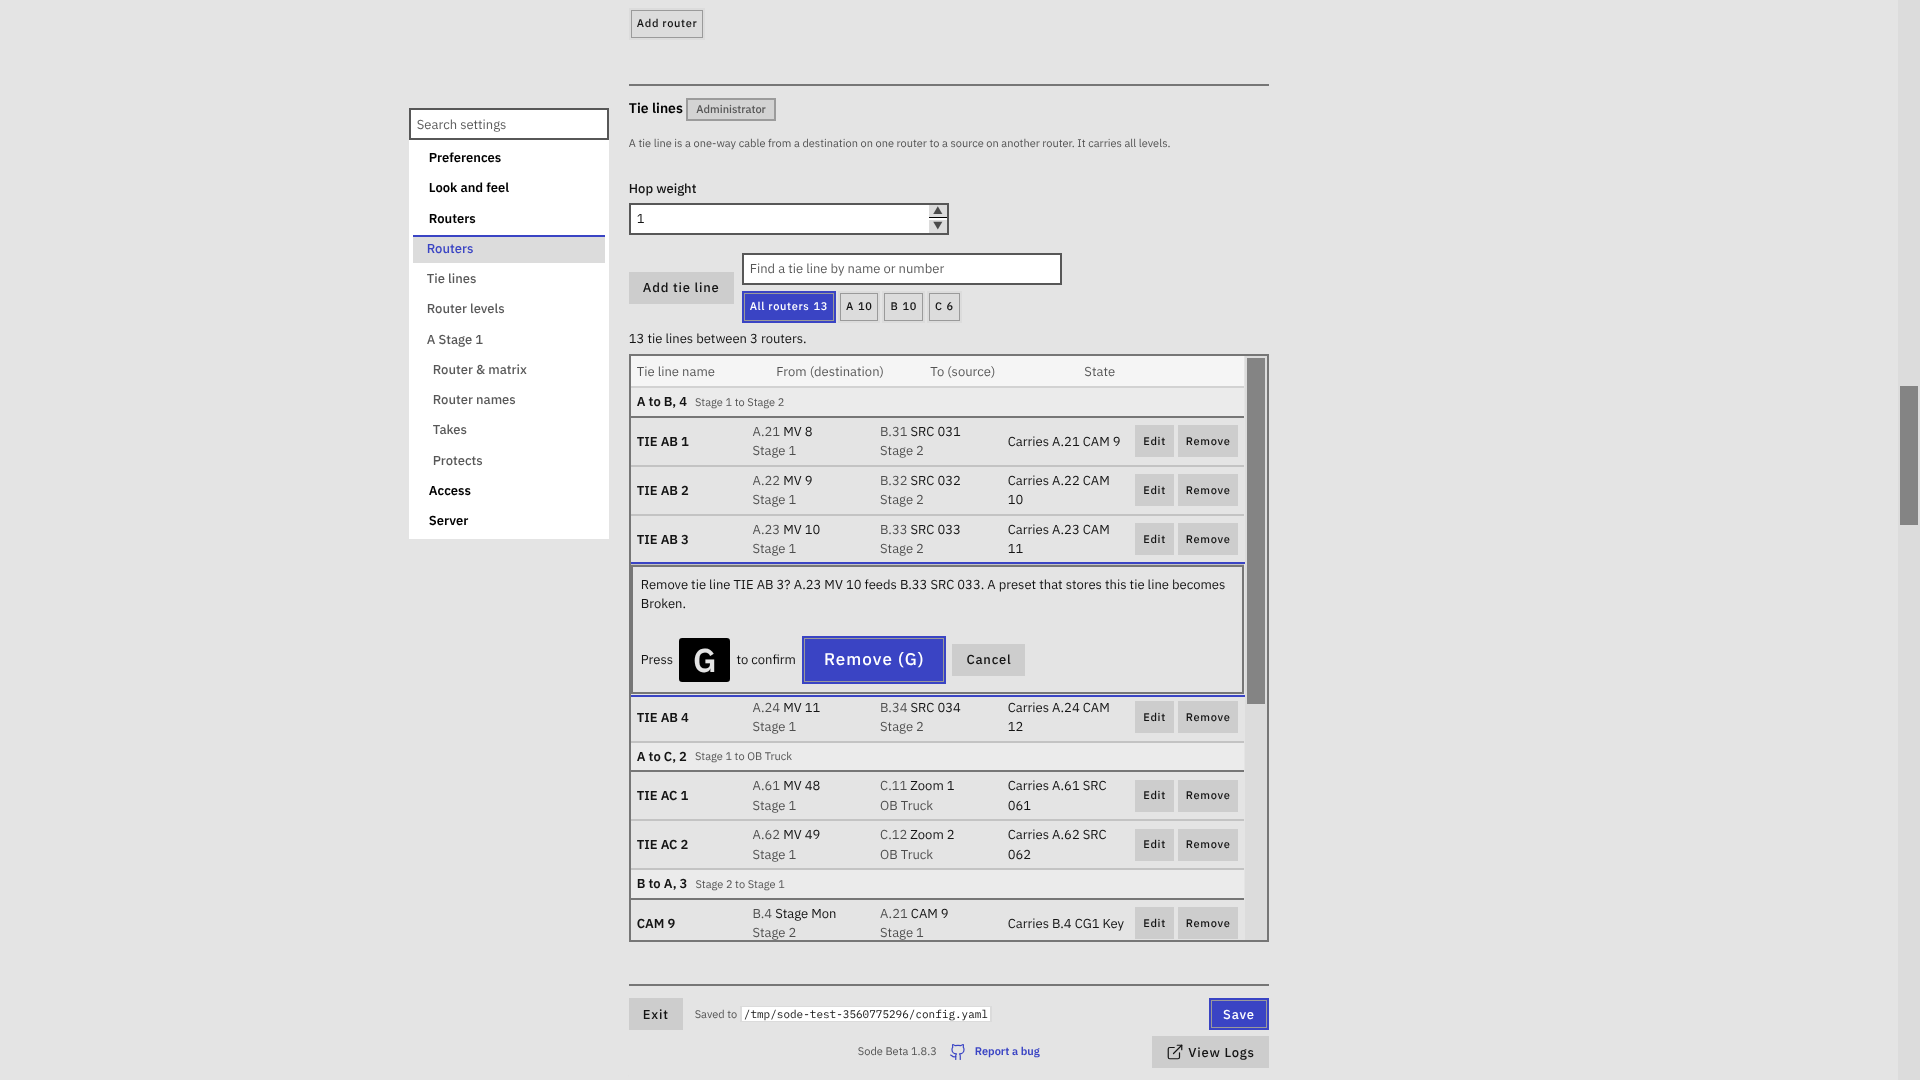 Add router
Tie lines Administrator
A tie line is a one-way cable from a destination on one router to a source on another router. It carries all levels.
Search settings
Preferences
Look and feel
Routers
Routers
Tie lines
Router levels
A Stage 1
Router & matrix
Router names
Takes
Protects
Access
Server
Hop weight
1
Add tie line
Find a tie line by name or number
All routers 13 A 10 B 10 C 6
13 tie lines between 3 routers.
Tie line name From (destination) To (source) State
A to B, 4 Stage 1 to Stage 2
TIE AB 1 A.21 MV 8 Stage 1 B.31 SRC 031 Stage 2 Carries A.21 CAM 9 Edit Remove
TIE AB 2 A.22 MV 9 Stage 1 B.32 SRC 032 Stage 2 Carries A.22 CAM 10 Edit Remove
TIE AB 3 A.23 MV 10 Stage 1 B.33 SRC 033 Stage 2 Carries A.23 CAM 11 Edit Remove
Remove tie line TIE AB 3? A.23 MV 10 feeds B.33 SRC 033. A preset that stores this tie line becomes
Broken.
Press G to confirm Remove (G) Cancel
TIE AB 4 A.24 MV 11 Stage 1 B.34 SRC 034 Stage 2 Carries A.24 CAM 12 Edit Remove
A to C, 2 Stage 1 to OB Truck
TIE AC 1 A.61 MV 48 Stage 1 C.11 Zoom 1 OB Truck Carries A.61 SRC 061 Edit Remove
TIE AC 2 A.62 MV 49 Stage 1 C.12 Zoom 2 OB Truck Carries A.62 SRC 062 Edit Remove
B to A, 3 Stage 2 to Stage 1
CAM 9 B.4 Stage Mon Stage 2 A.21 CAM 9 Stage 1 Carries B.4 CG1 Key Edit Remove
Exit Saved to /tmp/sode-test-3560775296/config.yaml Save
Sode Beta 1.8.3 Report a bug View Logs